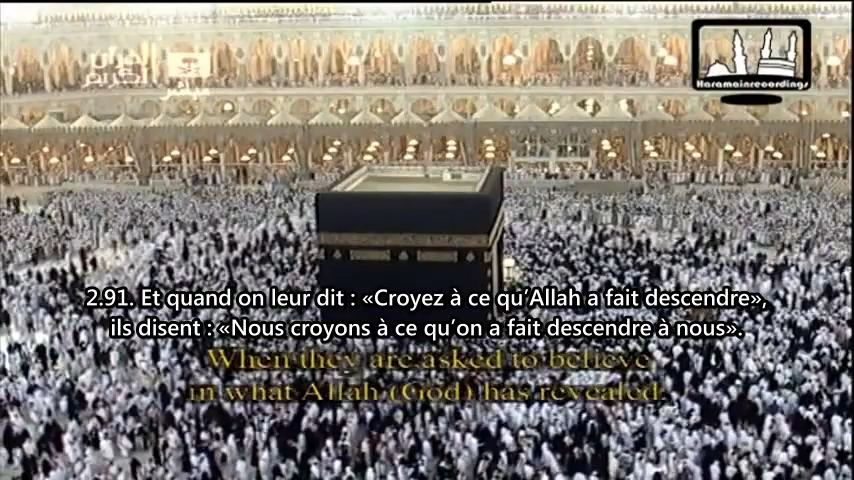 Haramainrecordings
2.91. Et quand on leur dit : «Croyez à ce qu'Allah a fait descendre»,
ils disent : «Nous croyons à ce qu'on a fait descendre à nous».
When they are asked to believe
in what Allah (God) has revealed.